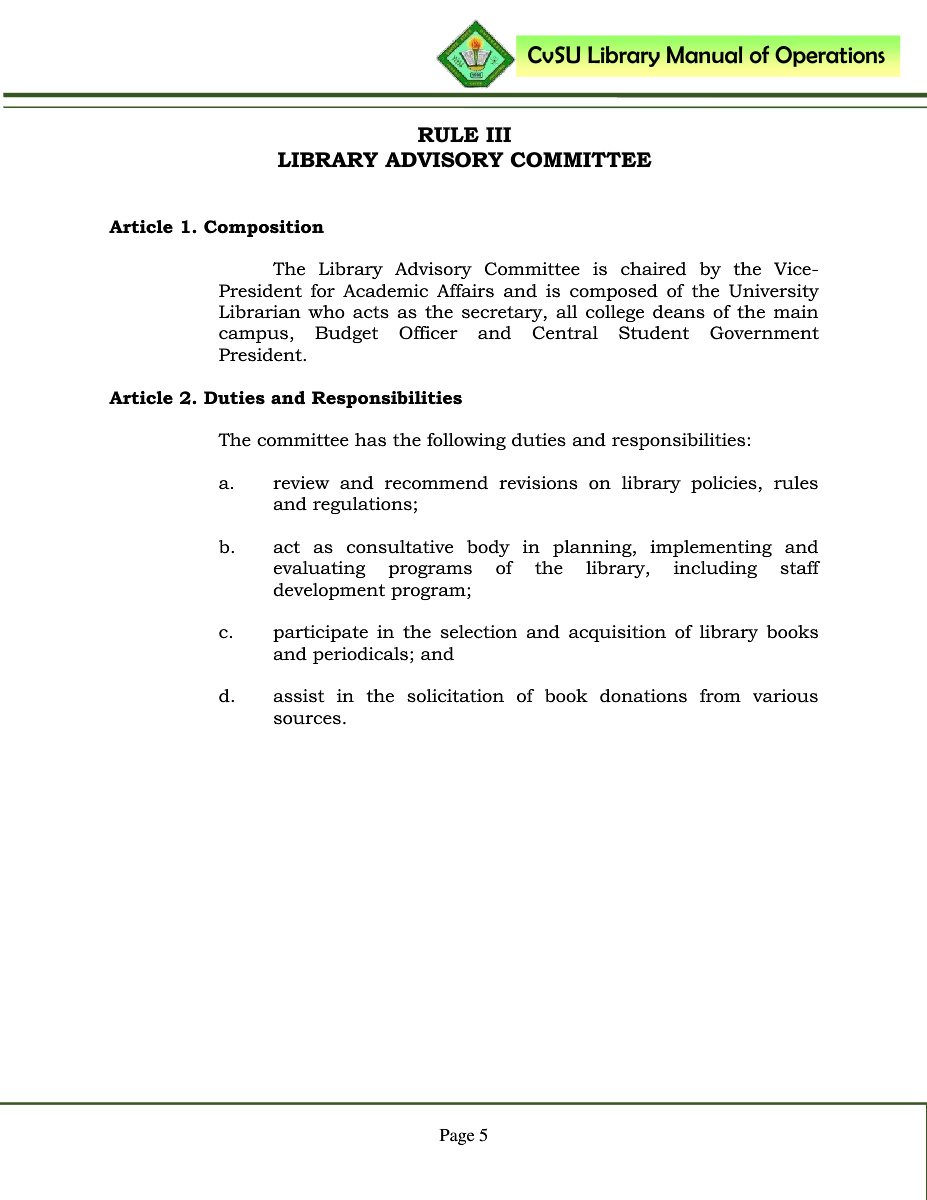 CvSU Library Manual of Operations
RULE III
LIBRARY ADVISORY COMMITTEE
Article 1. Composition
The Library Advisory Committee is chaired by the Vice-
President for Academic Affairs and is composed of the University
Librarian who acts as the secretary, all college deans of the main
campus, Budget Officer and Central Student Government
President.
Article 2. Duties and Responsibilities
The committee has the following duties and responsibilities:
a. review and recommend revisions on library policies, rules
and regulations;
b. act as consultative body in planning, implementing and
evaluating programs of the library, including staff
development program;
c. participate in the selection and acquisition of library books
and periodicals; and
d. assist in the solicitation of book donations from various
sources.
Page 5